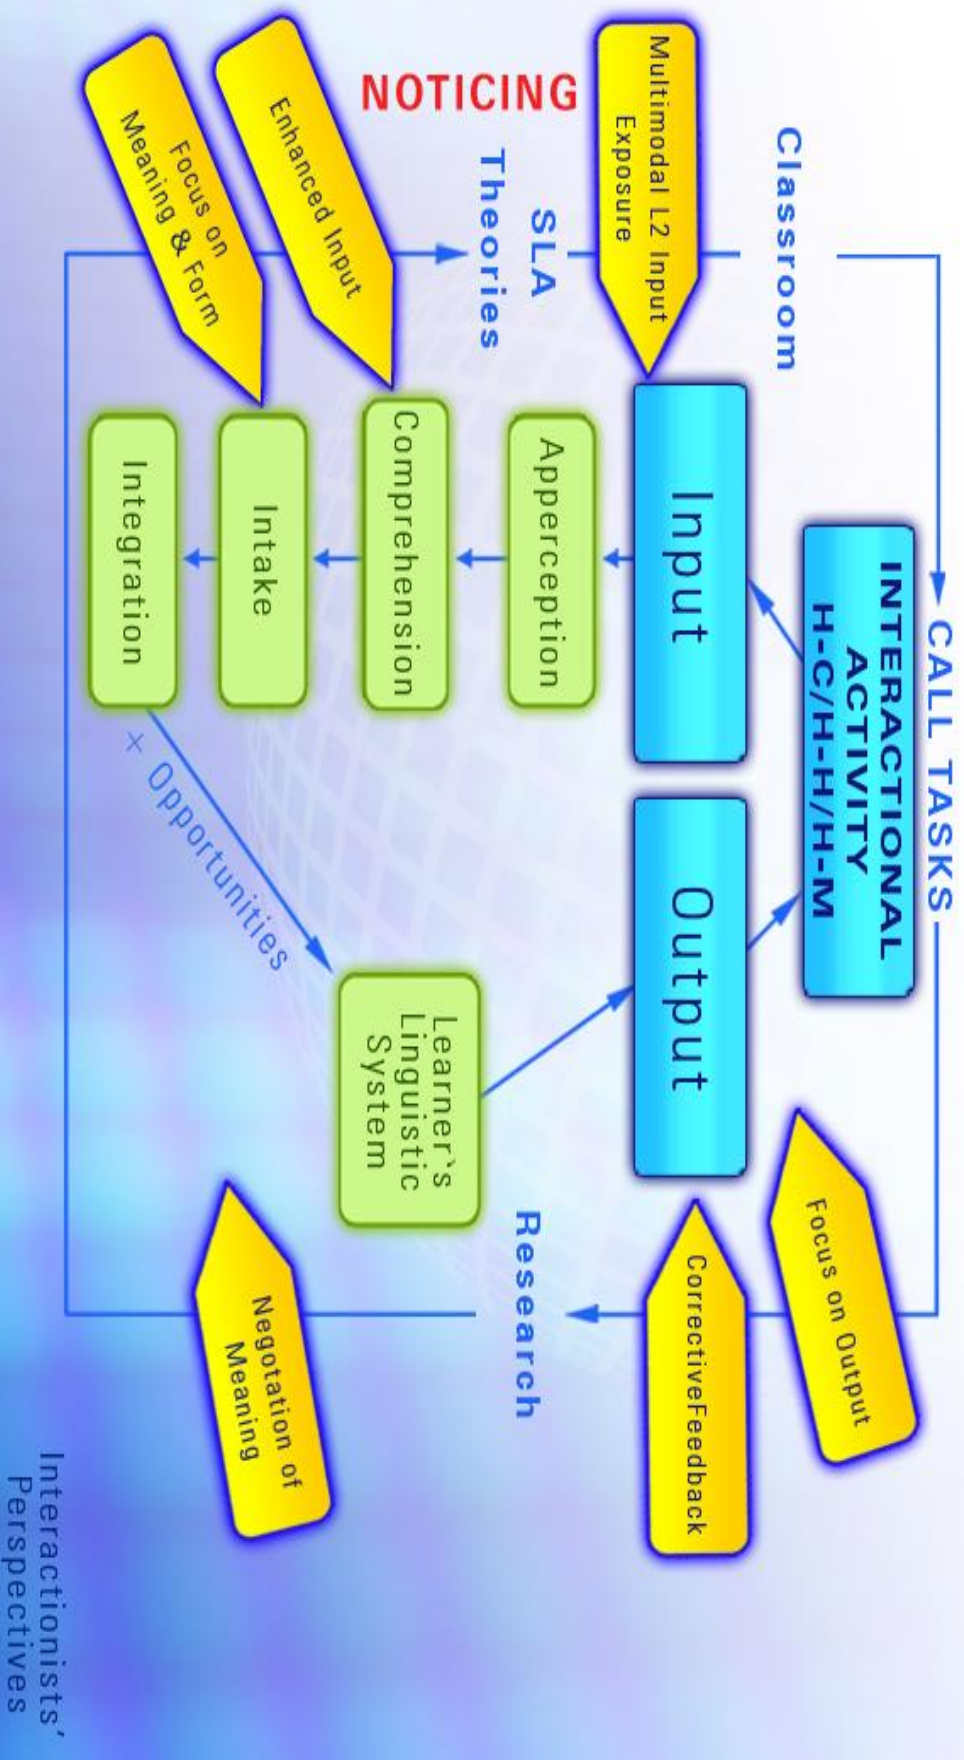 CALL TASKS
INTERACTIONAL
ACTIVITY
H-C/H-H/H-M
Classroom
Focus on Output
Multimodal L2 Input
Exposure
Input
Output
CorrectiveFeedback
NOTICING
SLA
Theories
Apperception
Research
Enhanced Input
Comprehension
Learner`s
Linguistic
System
Focus on
Meaning & Form
Intake
Negotation of
Meaning
Integration
+ Opportunities
Interactionists’
Perspectives